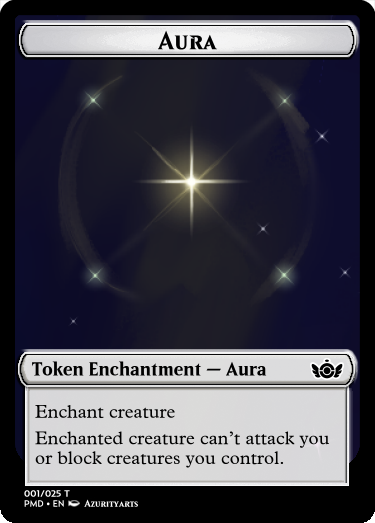 Aura
Token Enchantment — Aura
Enchant creature
Enchanted creature can't attack you
or block creatures you control.
001/025 T
PMD • EN Azurityarts